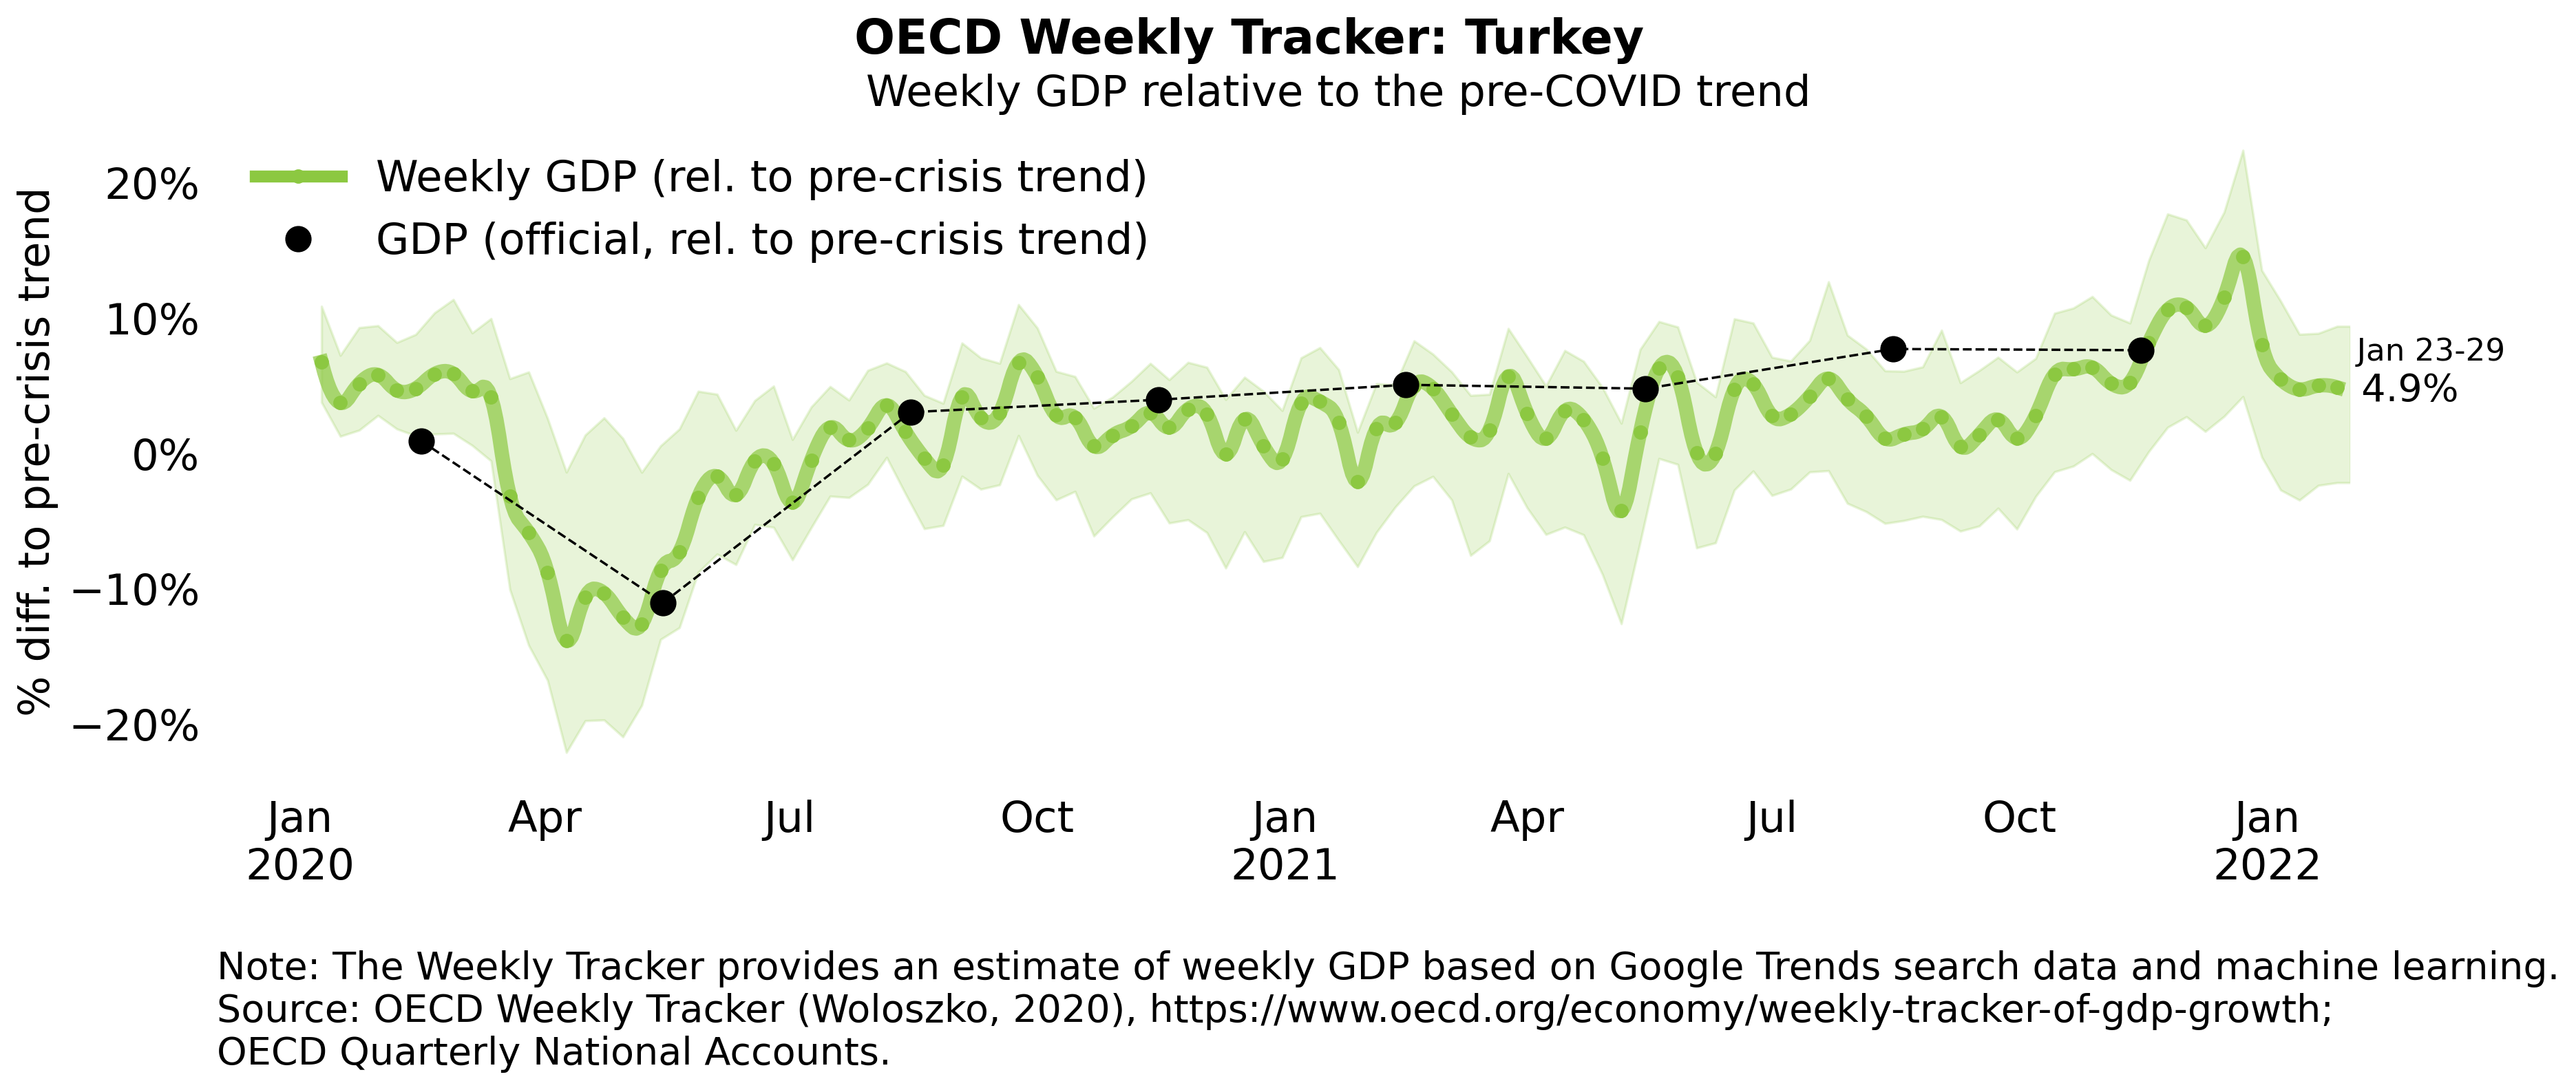 OECD Weekly Tracker: Turkey
Weekly GDP relative to the pre-COVID trend
% diff. to pre-crisis trend
20%
10%
0%
−10%
−20%
Weekly GDP (rel. to pre-crisis trend)
GDP (official, rel. to pre-crisis trend)
Jan 23-29
4.9%
Jan Apr Jul Oct Jan Apr Jul Oct Jan
2020 2021 2022
Note: The Weekly Tracker provides an estimate of weekly GDP based on Google Trends search data and machine learning.
Source: OECD Weekly Tracker (Woloszko, 2020), https://www.oecd.org/economy/weekly-tracker-of-gdp-growth;
OECD Quarterly National Accounts.